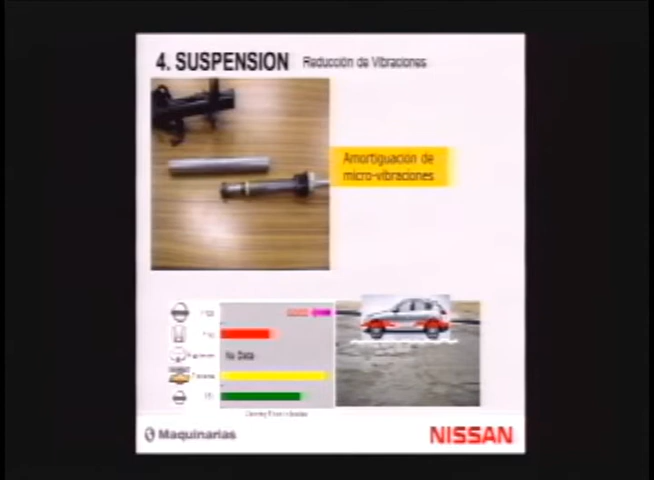 4. SUSPENSION Reducción de Vibraciones
Amortiguación de
micro-vibraciones
No Data
Maquinarias
NISSAN